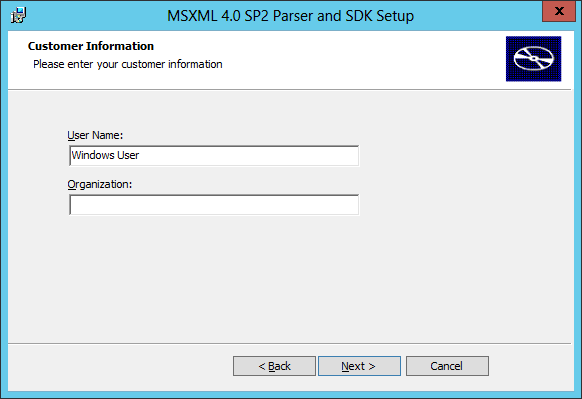 MSXML 4.0 SP2 Parser and SDK Setup
x
Customer Information
Please enter your customer information
User Name:
Windows User
Organization:
< Back
Next >
Cancel